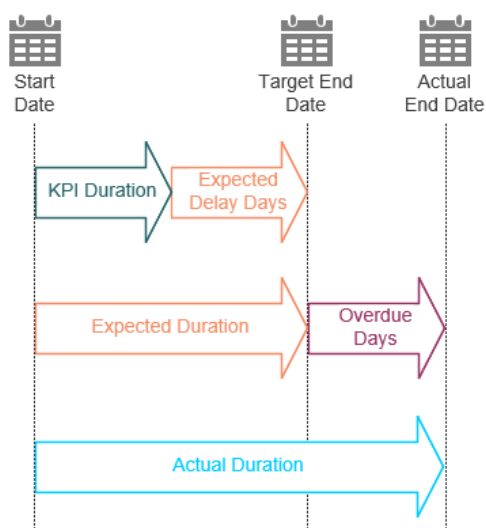 Start
Date
Target End
Date
Actual
End Date
KPI Duration
Expected
Delay Days
Expected Duration
Overdue
Days
Actual Duration